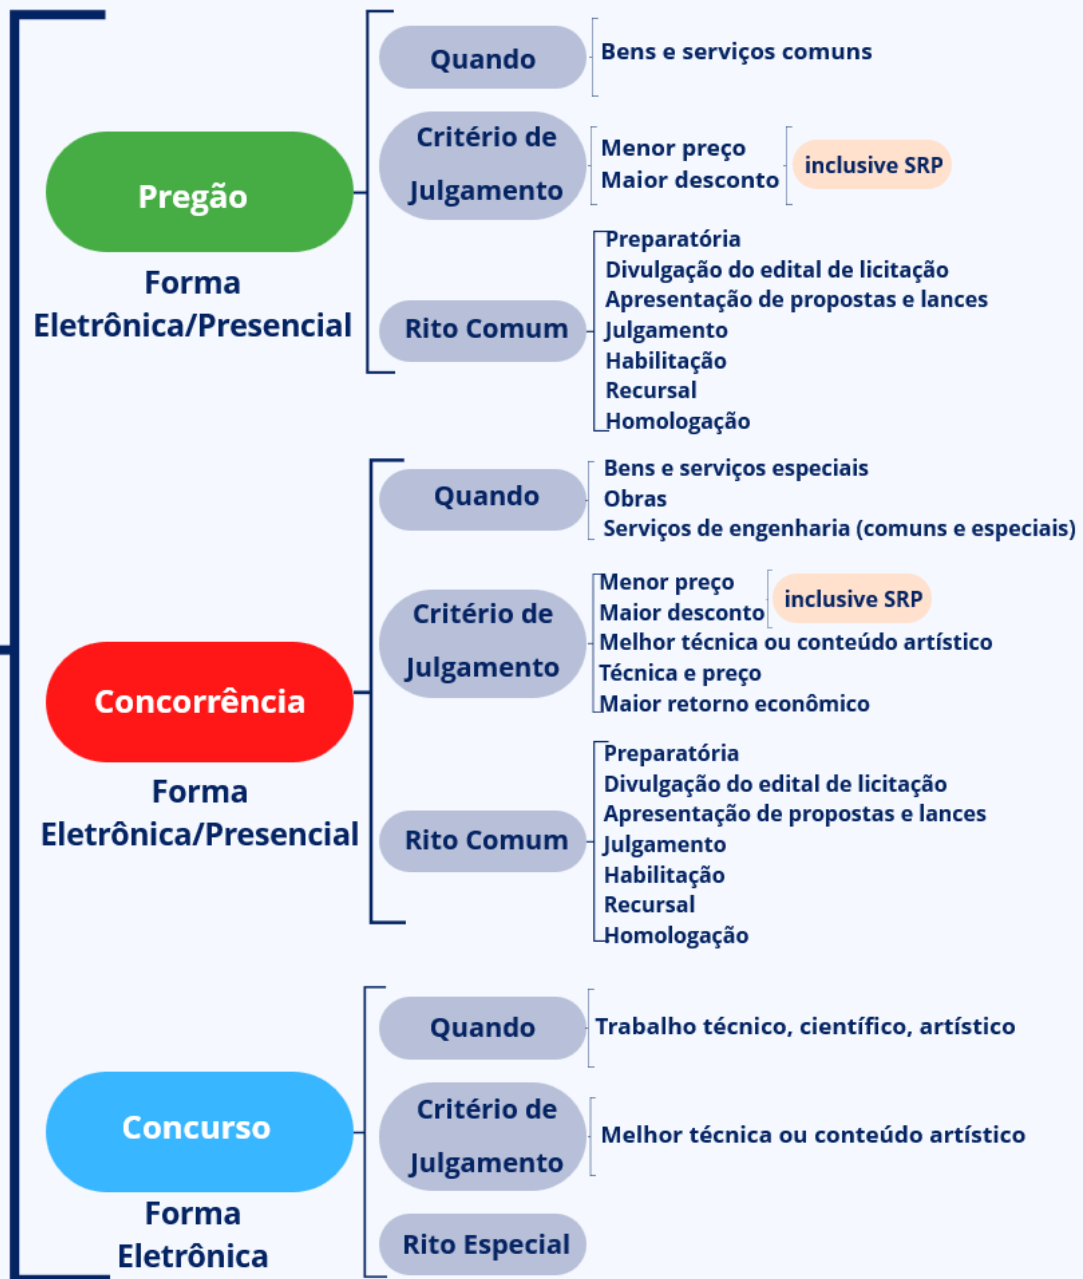 Pregão
Forma
Eletrônica/Presencial
Quando
Bens e serviços comuns
Critério de
Julgamento
Menor preço
Maior desconto
inclusive SRP
Rito Comum
Preparatória
Divulgação do edital de licitação
Apresentação de propostas e lances
Julgamento
Habilitação
Recursal
Homologação
Concorrência
Forma
Eletrônica/Presencial
Quando
Bens e serviços especiais
Obras
Serviços de engenharia (comuns e especiais)
Critério de
Julgamento
Menor preço
Maior desconto
inclusive SRP
Melhor técnica ou conteúdo artístico
Técnica e preço
Maior retorno econômico
Rito Comum
Preparatória
Divulgação do edital de licitação
Apresentação de propostas e lances
Julgamento
Habilitação
Recursal
Homologação
Concurso
Forma
Eletrônica
Quando
Trabalho técnico, científico, artístico
Critério de
Julgamento
Melhor técnica ou conteúdo artístico
Rito Especial